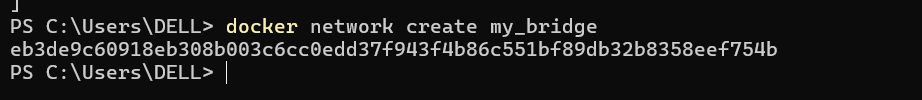 ]
PS C:\Users\DELL> docker network create my_bridge
eb3de9c60918eb308b003c6cc0edd37f943f4b86c551bf89db32b8358eef754b
PS C:\Users\DELL>